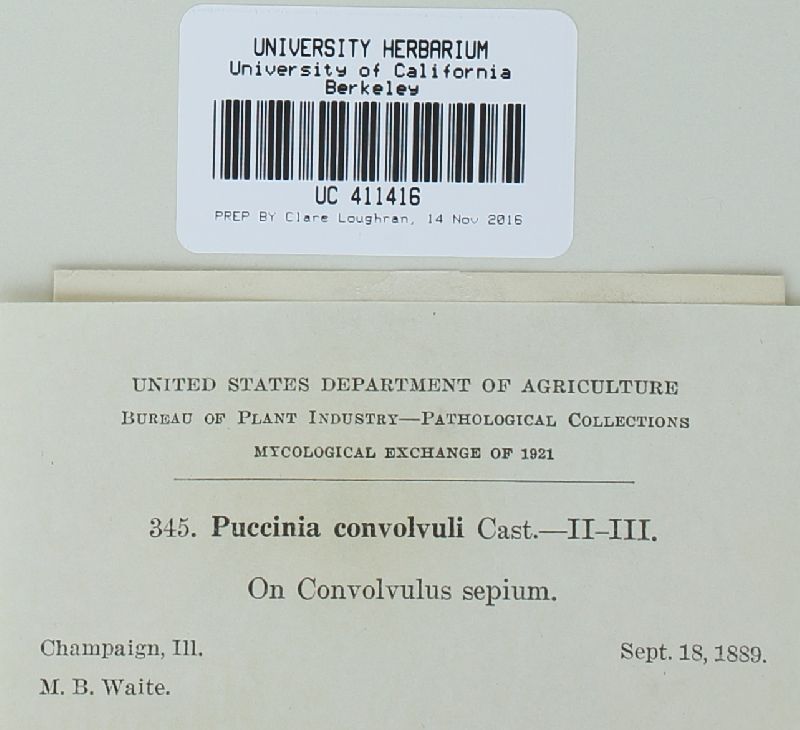 UNIVERSITY HERBARIUM
University of California
Berkeley
UC 411416
PREP BY Clare Loughran, 14 Nov 2016
UNITED STATES DEPARTMENT OF AGRICULTURE
BUREAU OF PLANT INDUSTRY—PATHOLOGICAL COLLECTIONS
MYCOLOGICAL EXCHANGE OF 1921
345. Puccinia convolvuli Cast.—II–III.
On Convolvulus sepium.
Champaign, Ill.
Sept. 18, 1889.
M. B. Waite.